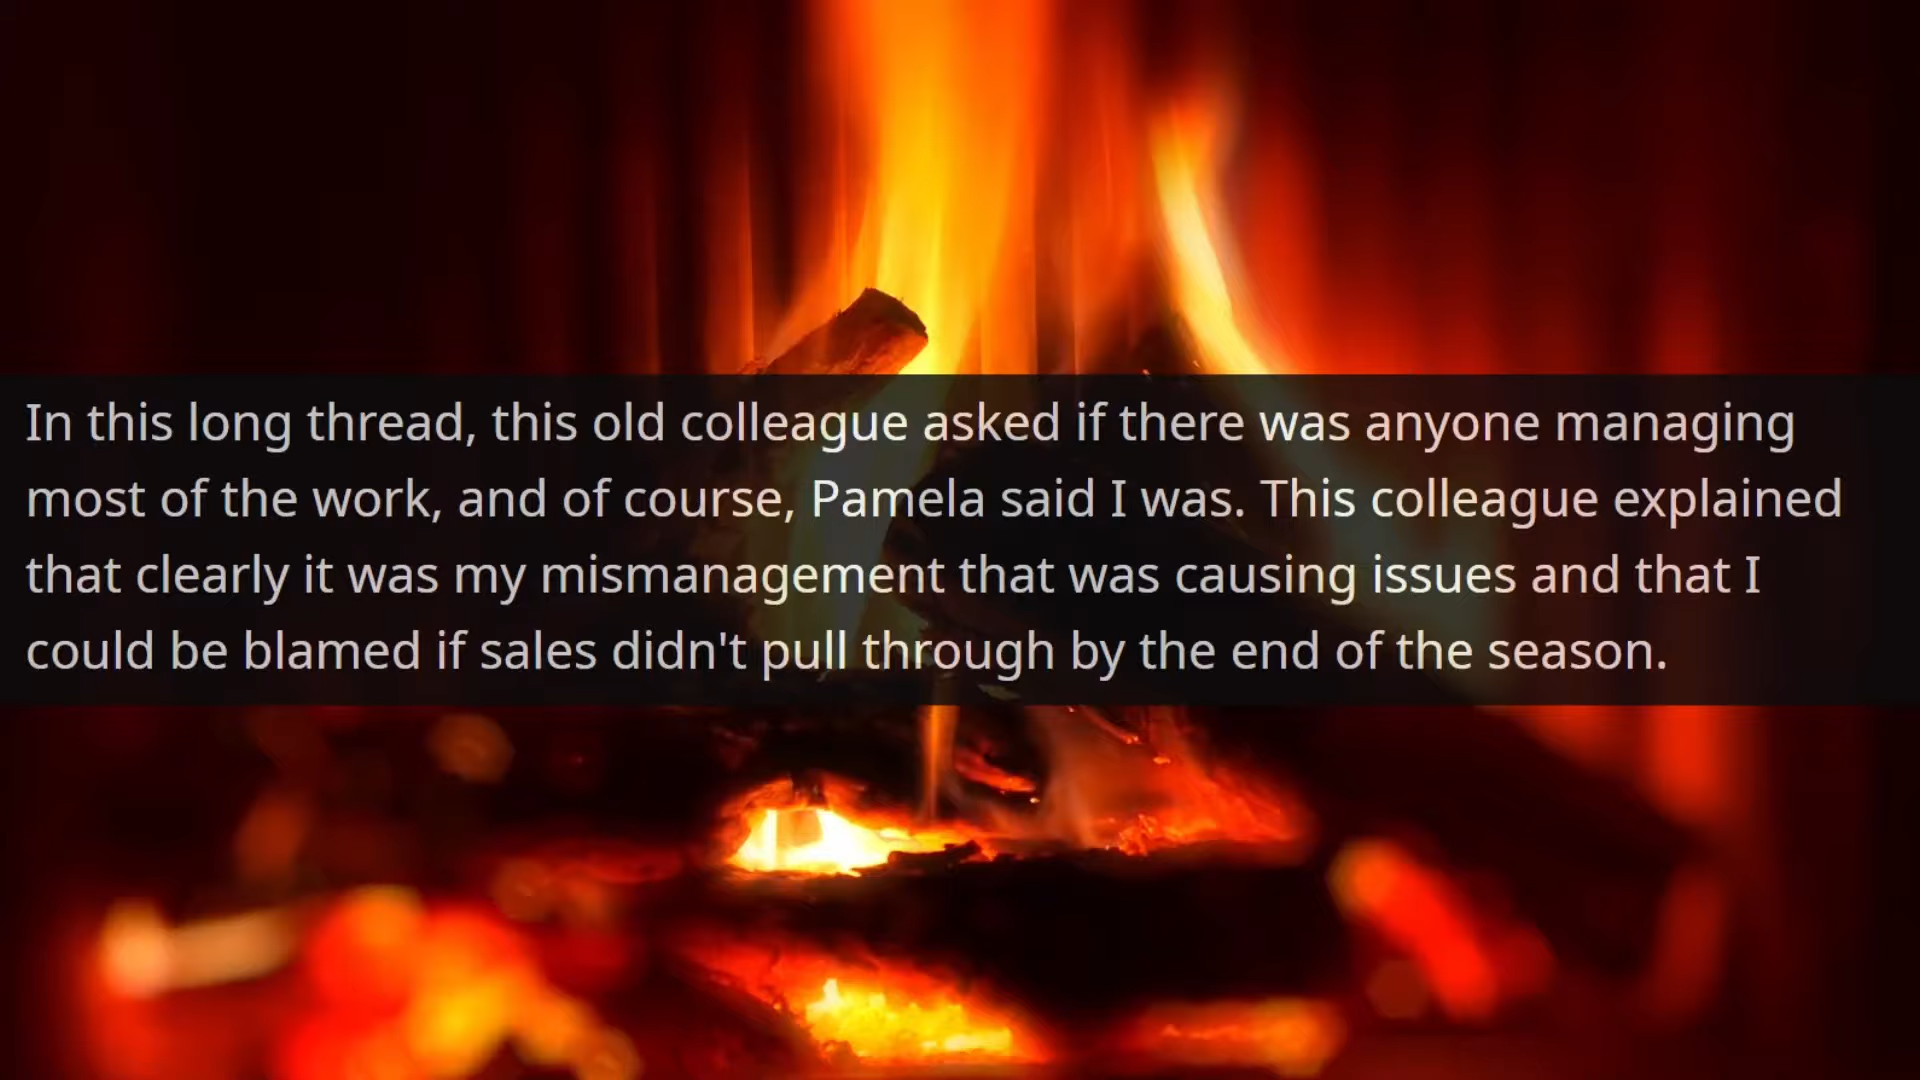 In this long thread, this old colleague asked if there was anyone managing
most of the work, and of course, Pamela said I was. This colleague explained
that clearly it was my mismanagement that was causing issues and that I
could be blamed if sales didn't pull through by the end of the season.